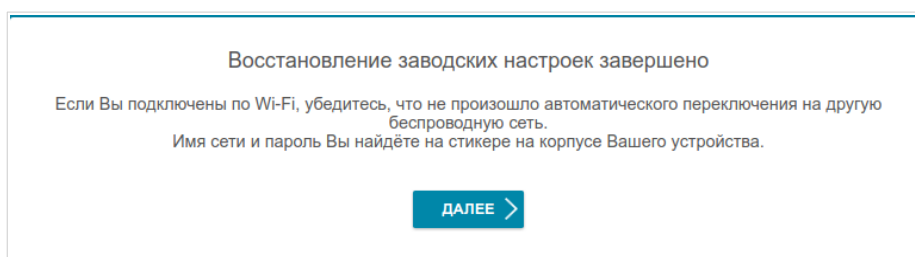 Восстановление заводских настроек завершено
Если Вы подключены по Wi-Fi, убедитесь, что не произошло автоматического переключения на другую
беспроводную сеть.
Имя сети и пароль Вы найдёте на стикере на корпусе Вашего устройства.
ДАЛЕЕ